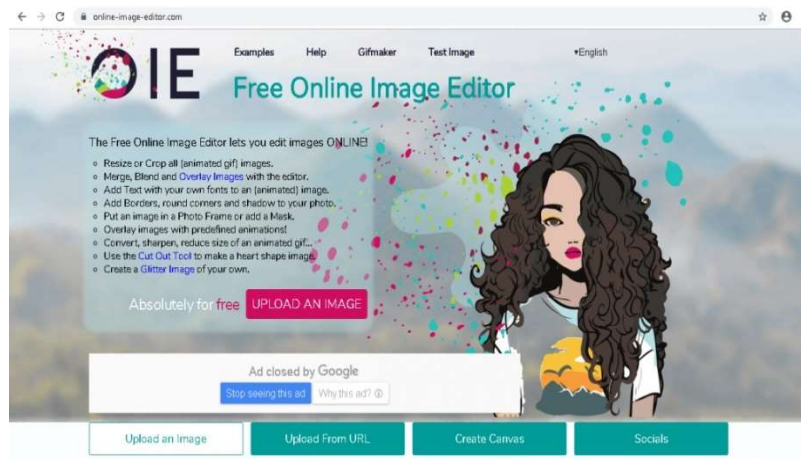 online-image-editor.com
OIE
Examples Help Gifmaker Test Image ▾English
Free Online Image Editor
The Free Online Image Editor lets you edit images ONLINE!
Resize or Crop all (animated gif) images.
Merge, Blend and Overlay Images with the editor.
Add Text with your own fonts to an (animated) image.
Add Borders, round corners and shadow to your photo.
Put an image in a Photo Frame or add a Mask.
Overlay images with predefined animations!
Convert, sharpen, reduce size of an animated gif...
Use the Cut Out Tool to make a heart shape image.
Create a Glitter Image of your own.
Absolutely for free UPLOAD AN IMAGE
Ad closed by Google
Stop seeing this ad Why this ad?
Upload an Image Upload From URL Create Canvas Socials